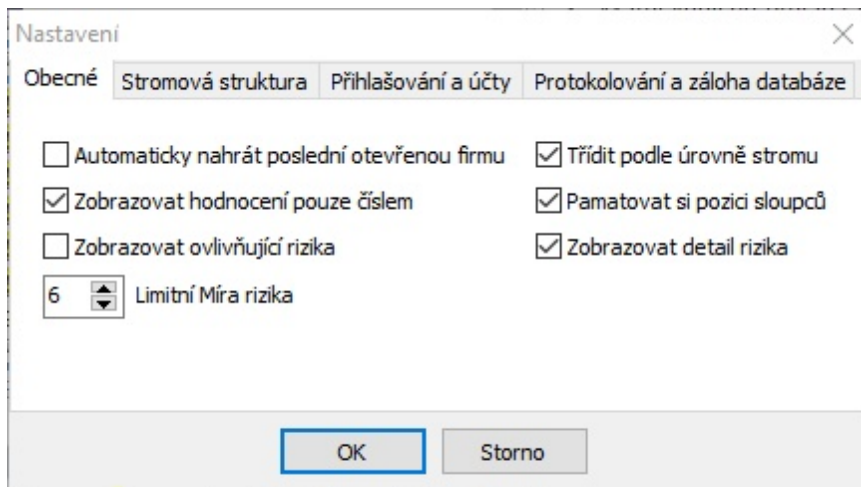 Nastavení
Obecné Stromová struktura Přihlašování a účty Protokolování a záloha databáze
Automaticky nahrát poslední otevřenou firmu
Třídit podle úrovně stromu
Zobrazovat hodnocení pouze číslem
Pamatovat si pozici sloupců
Zobrazovat ovlivňující rizika
Zobrazovat detail rizika
6 Limitní Míra rizika
OK Storno